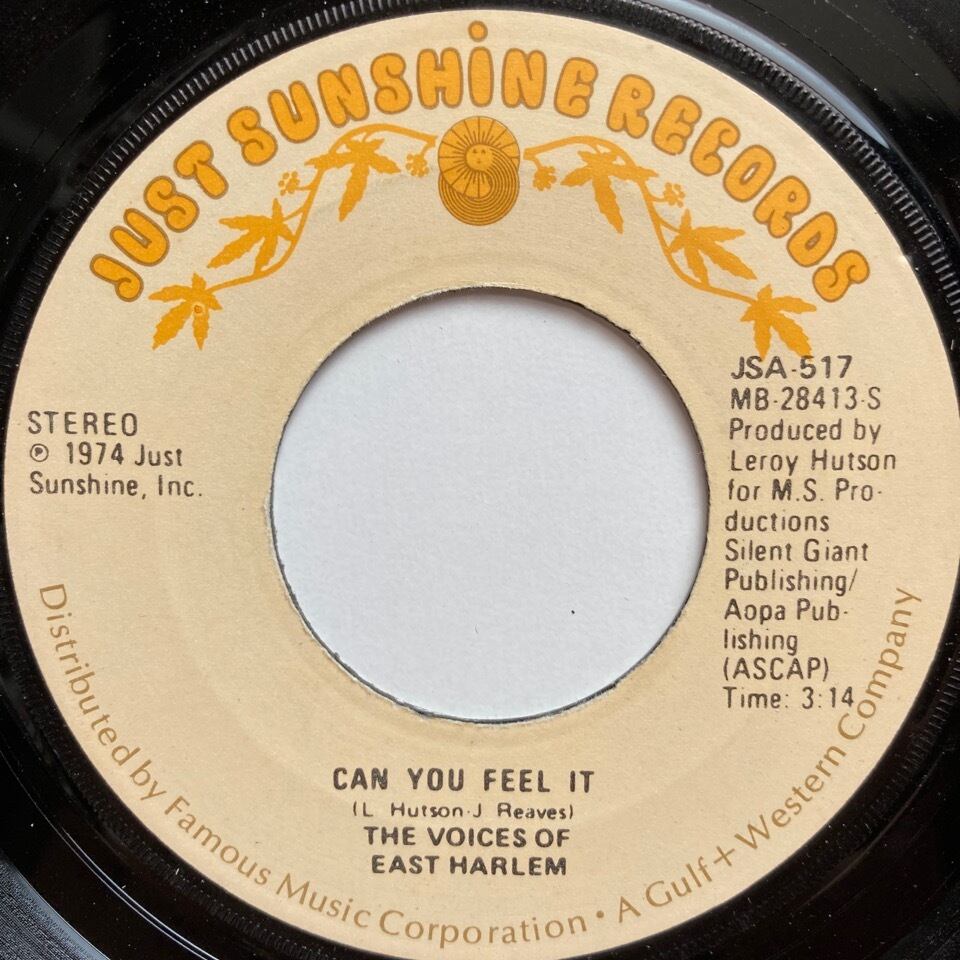 JUST SUNSHINE RECORDS
STEREO
℗ 1974 Just
Sunshine, Inc.
JSA-517
MB-28413-S
Produced by
Leroy Hutson
for M.S. Pro-
ductions
Silent Giant
Publishing/
Aopa Pub-
lishing
(ASCAP)
Time: 3:14
CAN YOU FEEL IT
(L. Hutson-J. Reaves)
THE VOICES OF
EAST HARLEM
Distributed by Famous Music Corporation • A Gulf + Western Company